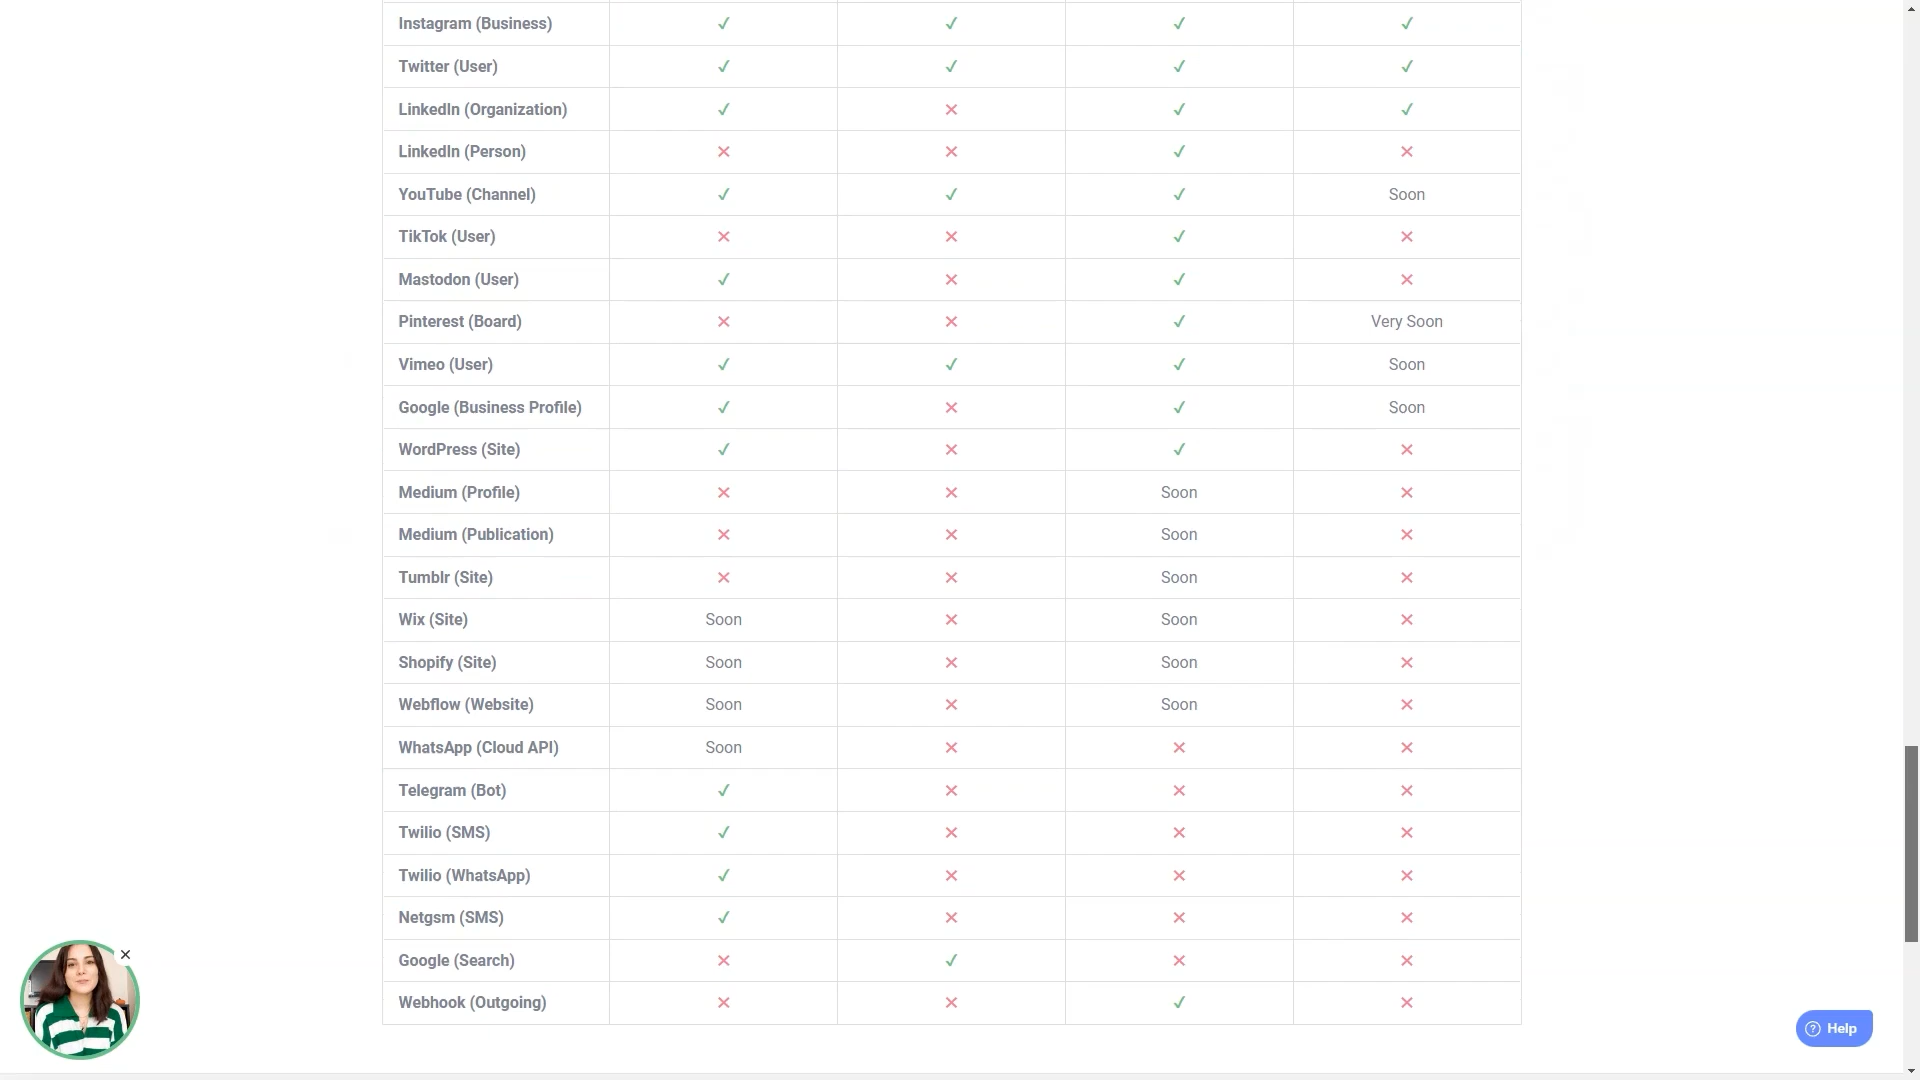 Instagram (Business) ✓ ✓ ✓ ✓
Twitter (User) ✓ ✓ ✓ ✓
LinkedIn (Organization) ✓ ✕ ✓ ✓
LinkedIn (Person) ✕ ✕ ✓ ✕
YouTube (Channel) ✓ ✓ ✓ Soon
TikTok (User) ✕ ✕ ✓ ✕
Mastodon (User) ✓ ✕ ✓ ✕
Pinterest (Board) ✕ ✕ ✓ Very Soon
Vimeo (User) ✓ ✓ ✓ Soon
Google (Business Profile) ✓ ✕ ✓ Soon
WordPress (Site) ✓ ✕ ✓ ✕
Medium (Profile) ✕ ✕ Soon ✕
Medium (Publication) ✕ ✕ Soon ✕
Tumblr (Site) ✕ ✕ Soon ✕
Wix (Site) Soon ✕ Soon ✕
Shopify (Site) Soon ✕ Soon ✕
Webflow (Website) Soon ✕ Soon ✕
WhatsApp (Cloud API) Soon ✕ ✕ ✕
Telegram (Bot) ✓ ✕ ✕ ✕
Twilio (SMS) ✓ ✕ ✕ ✕
Twilio (WhatsApp) ✓ ✕ ✕ ✕
Netgsm (SMS) ✓ ✕ ✕ ✕
Google (Search) ✕ ✓ ✕ ✕
Webhook (Outgoing) ✕ ✕ ✓ ✕
Help